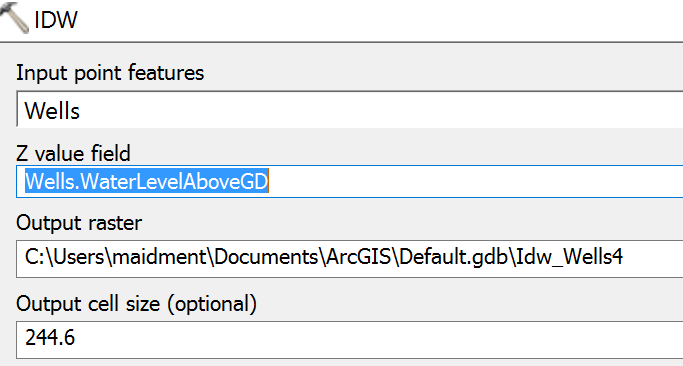 IDW
Input point features
Wells
Z value field
Wells.WaterLevelAboveGD
Output raster
C:\Users\maidment\Documents\ArcGIS\Default.gdb\Idw_Wells4
Output cell size (optional)
244.6